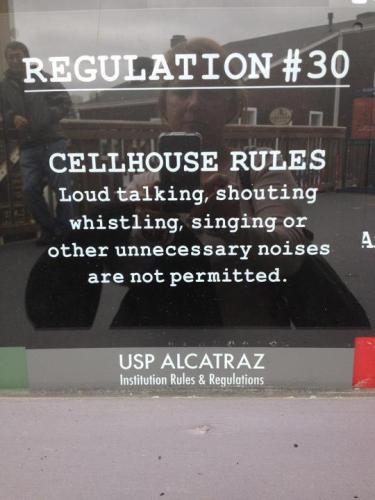 REGULATION #30
CELLHOUSE RULES
Loud talking, shouting
whistling, singing or
other unnecessary noises
are not permitted.
USP ALCATRAZ
Institution Rules & Regulations